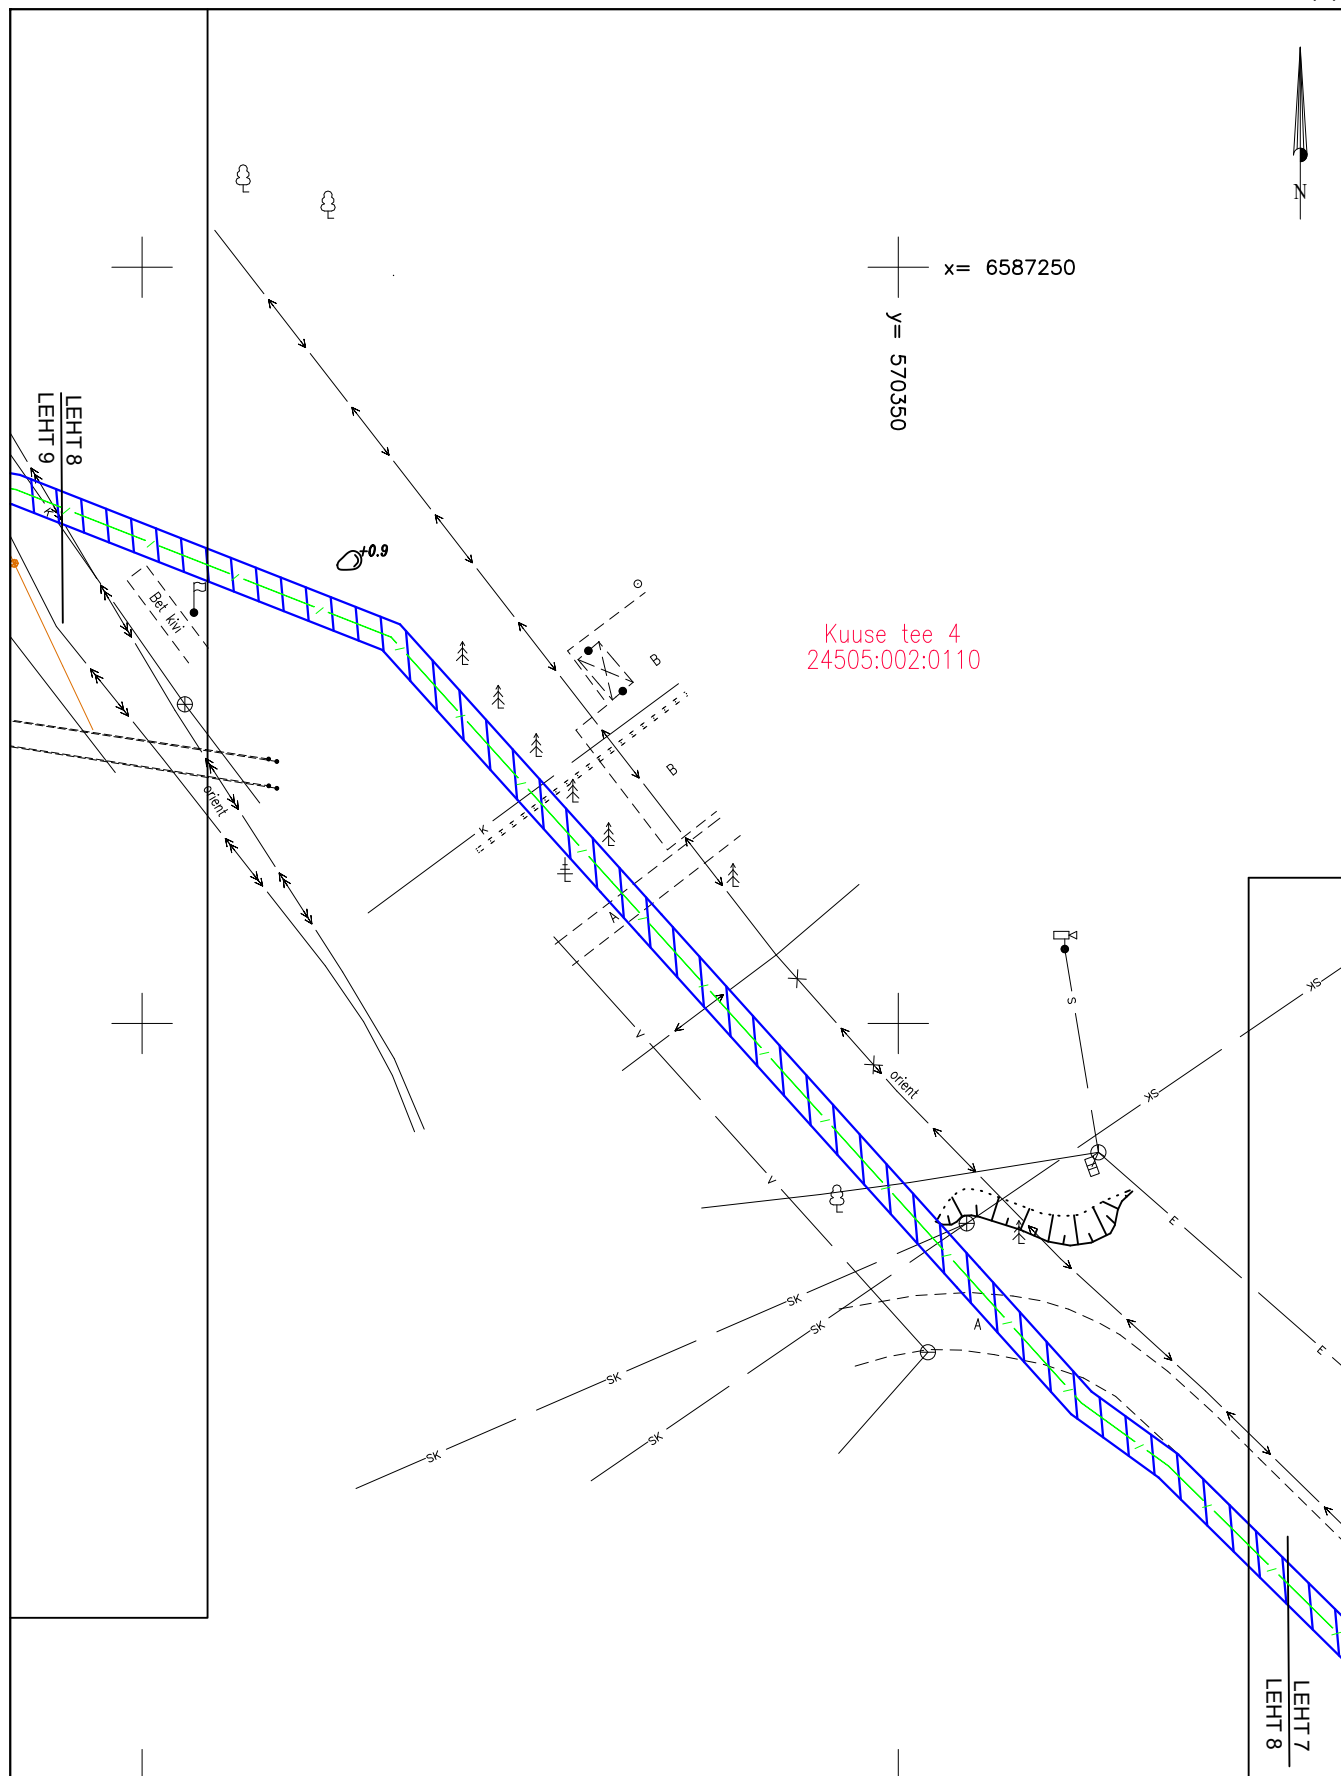 N
x= 6587250
y= 570350
LEHT 8
LEHT 9
K
+0.9
Bet kivi
Kuuse tee 4
24505:002:0110
B
B
K
orient
A
V
orient
S
SK
SK
V
E
E
SK
SK
A
SK
SK
SK
LEHT 7
LEHT 8